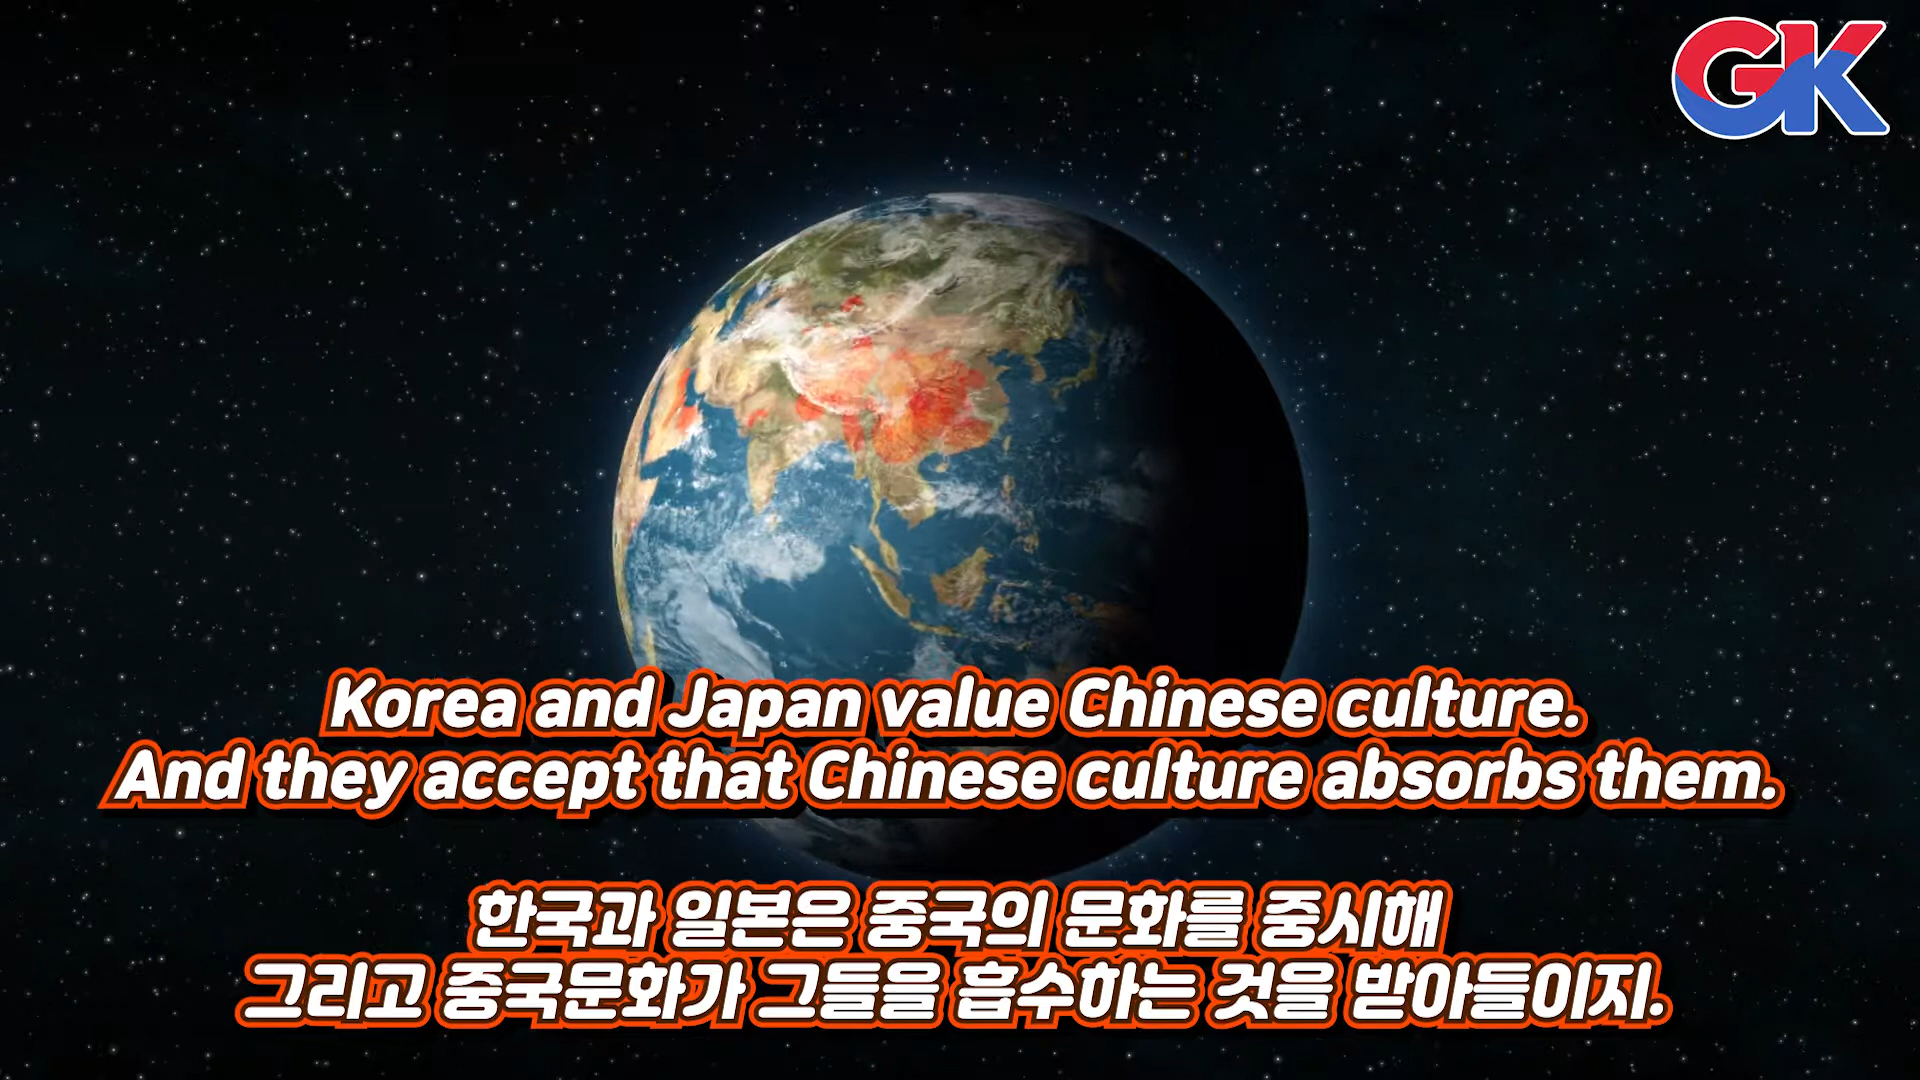 GK
Korea and Japan value Chinese culture.
And they accept that Chinese culture absorbs them.
한국과 일본은 중국의 문화를 중시해
그리고 중국문화가 그들을 흡수하는 것을 받아들이지.